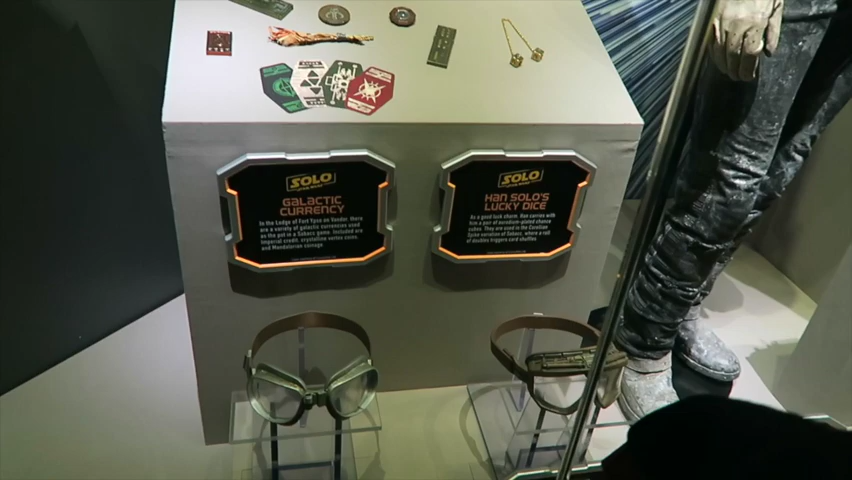 SOLO
A STAR WARS STORY
GALACTIC
CURRENCY
In the Lodge of Fort Ypso on Vandor, there
are a variety of galactic currencies used
as the pot in a Sabacc game. Included are
Imperial credit, crystalline vertex coins,
and Mandalorian coinage.
SOLO
A STAR WARS STORY
HAN SOLO'S
LUCKY DICE
As a good luck charm, Han carries with
him a pair of aurodium-plated chance
cubes. They are used in the Corellian
Spike variation of Sabacc, where a roll
of doubles triggers card shuffles